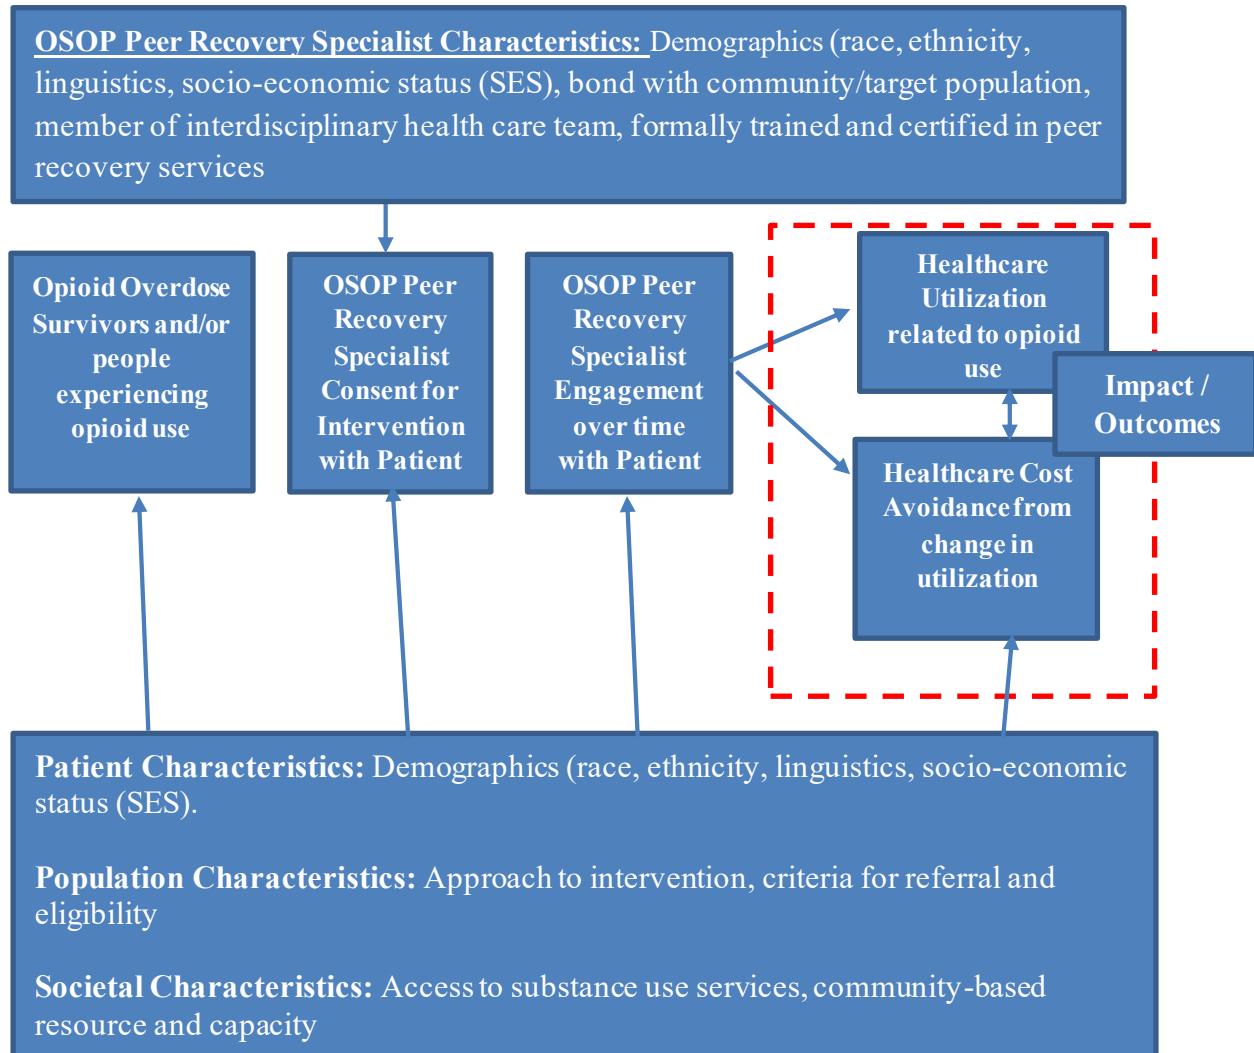 OSOP Peer Recovery Specialist Characteristics: Demographics (race, ethnicity,
linguistics, socio-economic status (SES), bond with community/target population,
member of interdisciplinary health care team, formally trained and certified in peer
recovery services
Opioid Overdose
Survivors and/or
people
experiencing
opioid use
OSOP Peer
Recovery
Specialist
Consent for
Intervention
with Patient
OSOP Peer
Recovery
Specialist
Engagement
over time
with Patient
Healthcare
Utilization
related to opioid
use
Impact /
Outcomes
Healthcare Cost
Avoidance from
change in
utilization
Patient Characteristics: Demographics (race, ethnicity, linguistics, socio-economic
status (SES).
Population Characteristics: Approach to intervention, criteria for referral and
eligibility
Societal Characteristics: Access to substance use services, community-based
resource and capacity